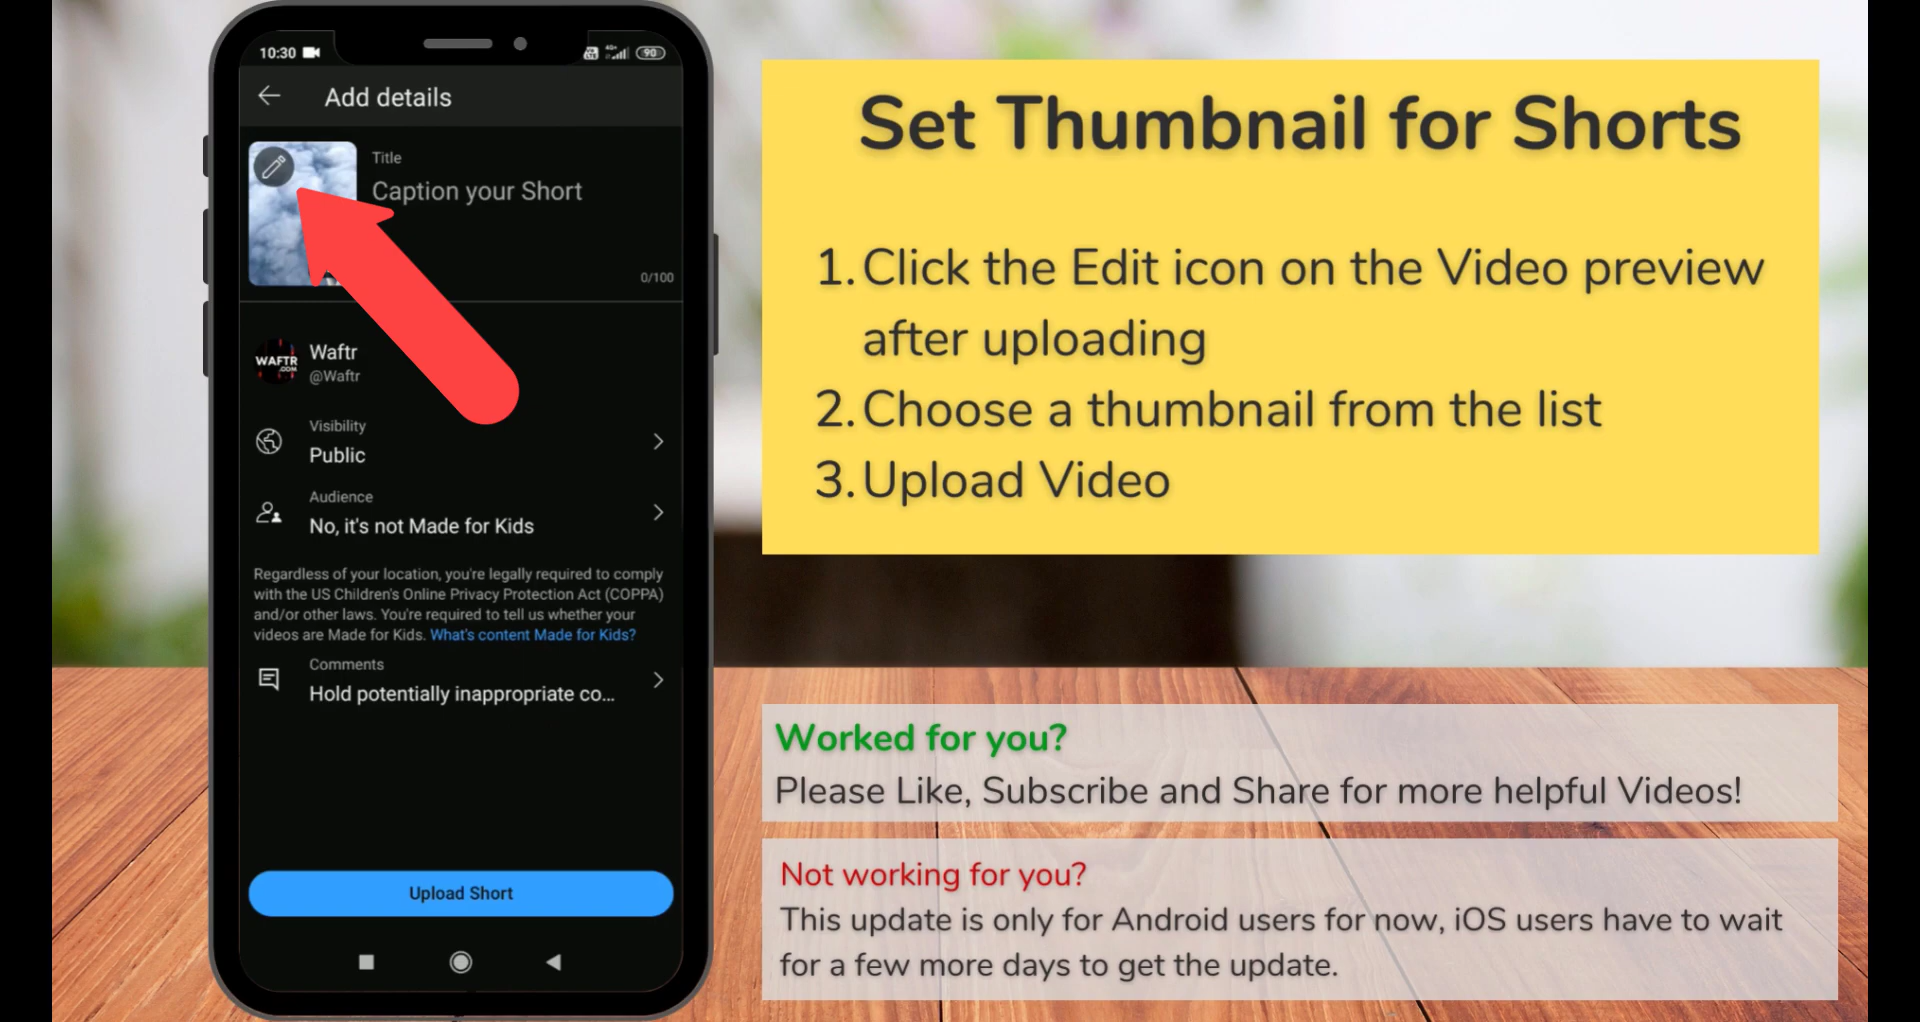 10:30
4G+
90
Add details
Title
Caption your Short
0/100
WAFTR
.COM
Waftr
@Waftr
Visibility
Public
Audience
No, it's not Made for Kids
Regardless of your location, you're legally required to comply
with the US Children's Online Privacy Protection Act (COPPA)
and/or other laws. You're required to tell us whether your
videos are Made for Kids. What's content Made for Kids?
Comments
Hold potentially inappropriate co...
Upload Short
Set Thumbnail for Shorts
1. Click the Edit icon on the Video preview
after uploading
2. Choose a thumbnail from the list
3. Upload Video
Worked for you?
Please Like, Subscribe and Share for more helpful Videos!
Not working for you?
This update is only for Android users for now, iOS users have to wait
for a few more days to get the update.